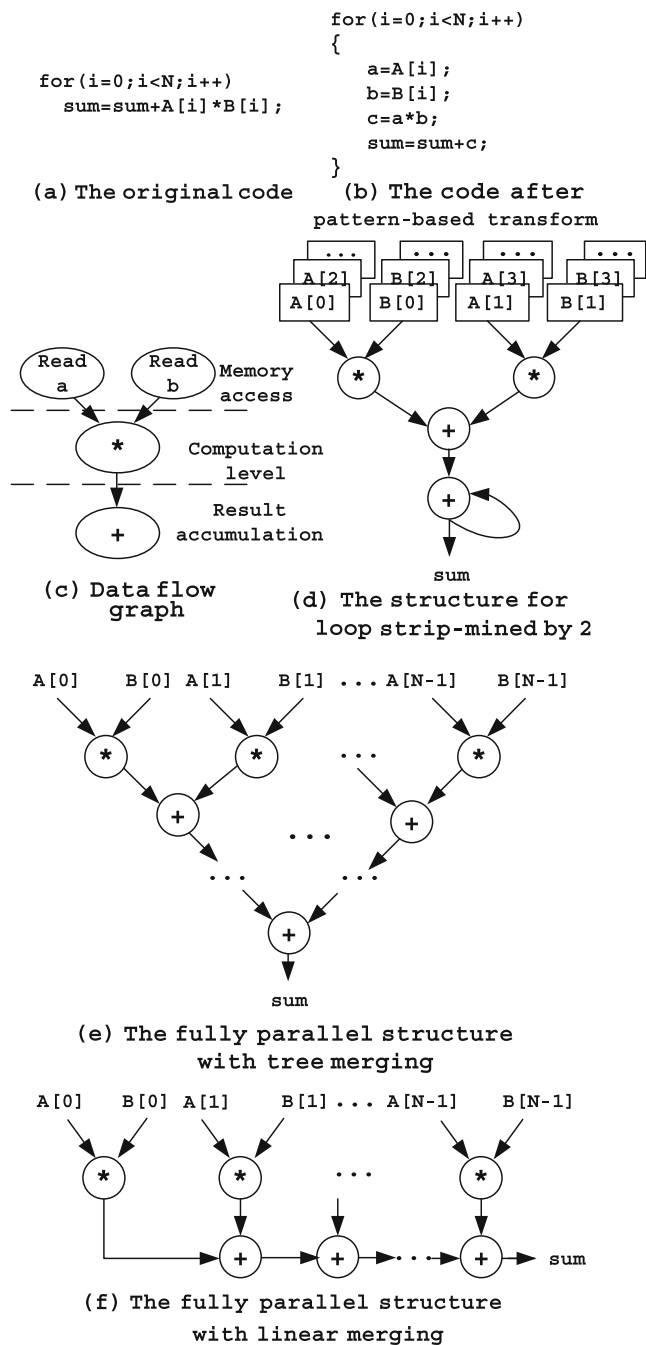 for(i=0;i<N;i++)
sum=sum+A[i]*B[i];
(a) The original code
for(i=0;i<N;i++)
{
a=A[i];
b=B[i];
c=a*b;
sum=sum+c;
}
(b) The code after
pattern-based transform
Read
a
Read
b
Memory
access
*
Computation
level
+
Result
accumulation
(c) Data flow
graph
... ... ... ...
A[2] B[2] A[3] B[3]
A[0] B[0] A[1] B[1]
* *
+
+
sum
(d) The structure for
loop strip-mined by 2
A[0] B[0] A[1] B[1] ... A[N-1] B[N-1]
* * ... *
+ ... +
... ...
+
sum
(e) The fully parallel structure
with tree merging
A[0] B[0] A[1] B[1] ... A[N-1] B[N-1]
* * ... *
+ + ... + sum
(f) The fully parallel structure
with linear merging